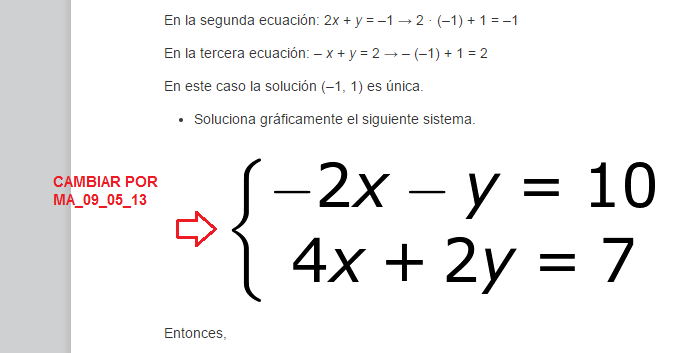 En la segunda ecuación: 2x + y = –1 → 2 · (–1) + 1 = –1
En la tercera ecuación: – x + y = 2 → – (–1) + 1 = 2
En este caso la solución (–1, 1) es única.
• Soluciona gráficamente el siguiente sistema.
CAMBIAR POR
MA_09_05_13
−2x − y = 10
4x + 2y = 7
Entonces,